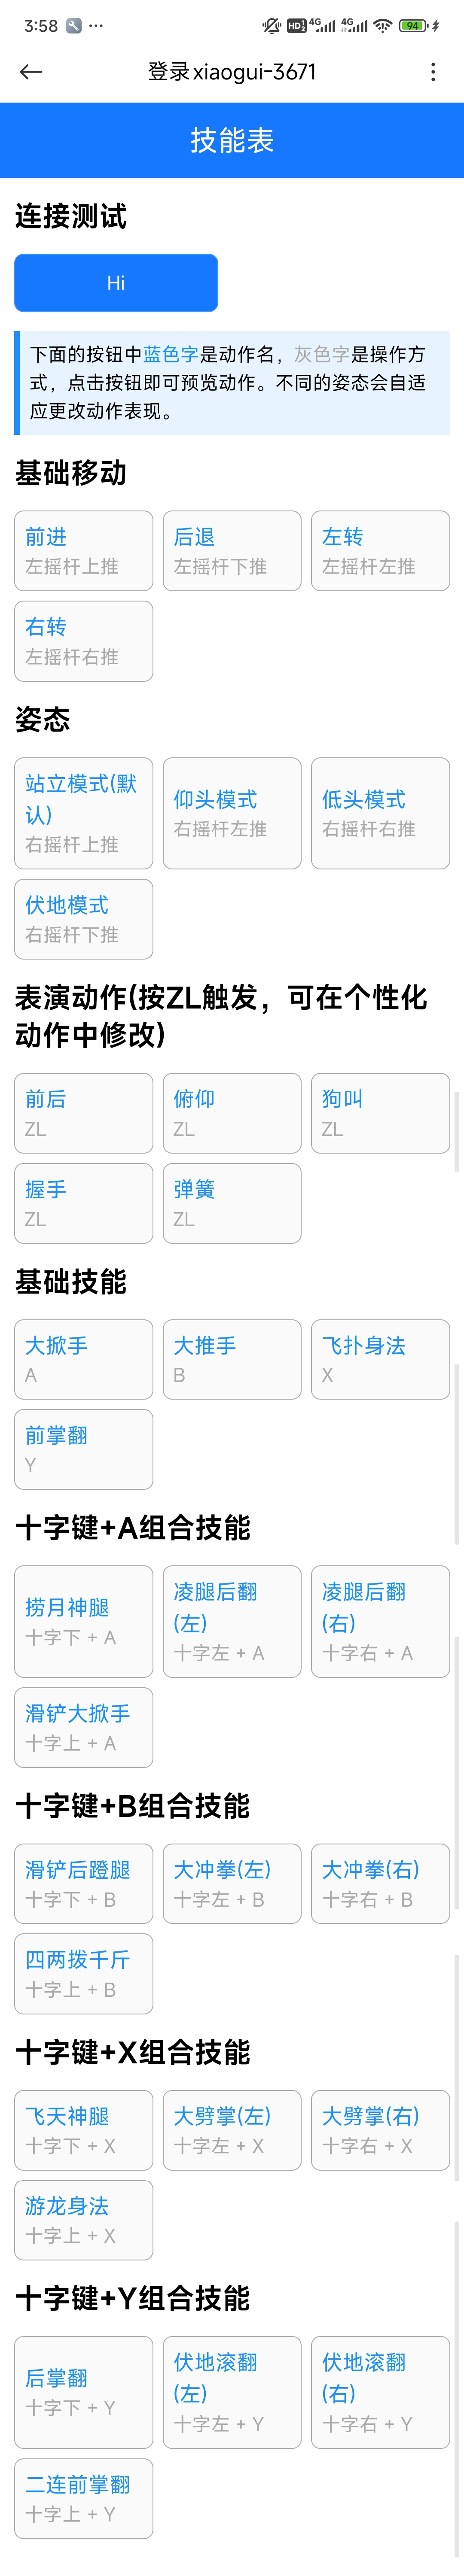 3:58 ... HD 2 4G 4G 94
登录xiaogui-3671
技能表
连接测试
Hi
下面的按钮中蓝色字是动作名，灰色字是操作方
式，点击按钮即可预览动作。不同的姿态会自适
应更改动作表现。
基础移动
前进 后退 左转
左摇杆上推 左摇杆下推 左摇杆左推
右转
左摇杆右推
姿态
站立模式(默
认)
右摇杆上推
仰头模式
右摇杆左推
低头模式
右摇杆右推
伏地模式
右摇杆下推
表演动作(按ZL触发，可在个性化
动作中修改)
前后 俯仰 狗叫
ZL ZL ZL
握手 弹簧
ZL ZL
基础技能
大掀手 大推手 飞扑身法
A B X
前掌翻
Y
十字键+A组合技能
捞月神腿
十字下 + A
凌腿后翻
(左)
十字左 + A
凌腿后翻
(右)
十字右 + A
滑铲大掀手
十字上 + A
十字键+B组合技能
滑铲后蹬腿 大冲拳(左) 大冲拳(右)
十字下 + B 十字左 + B 十字右 + B
四两拨千斤
十字上 + B
十字键+X组合技能
飞天神腿 大劈掌(左) 大劈掌(右)
十字下 + X 十字左 + X 十字右 + X
游龙身法
十字上 + X
十字键+Y组合技能
后掌翻
十字下 + Y
伏地滚翻
(左)
十字左 + Y
伏地滚翻
(右)
十字右 + Y
二连前掌翻
十字上 + Y